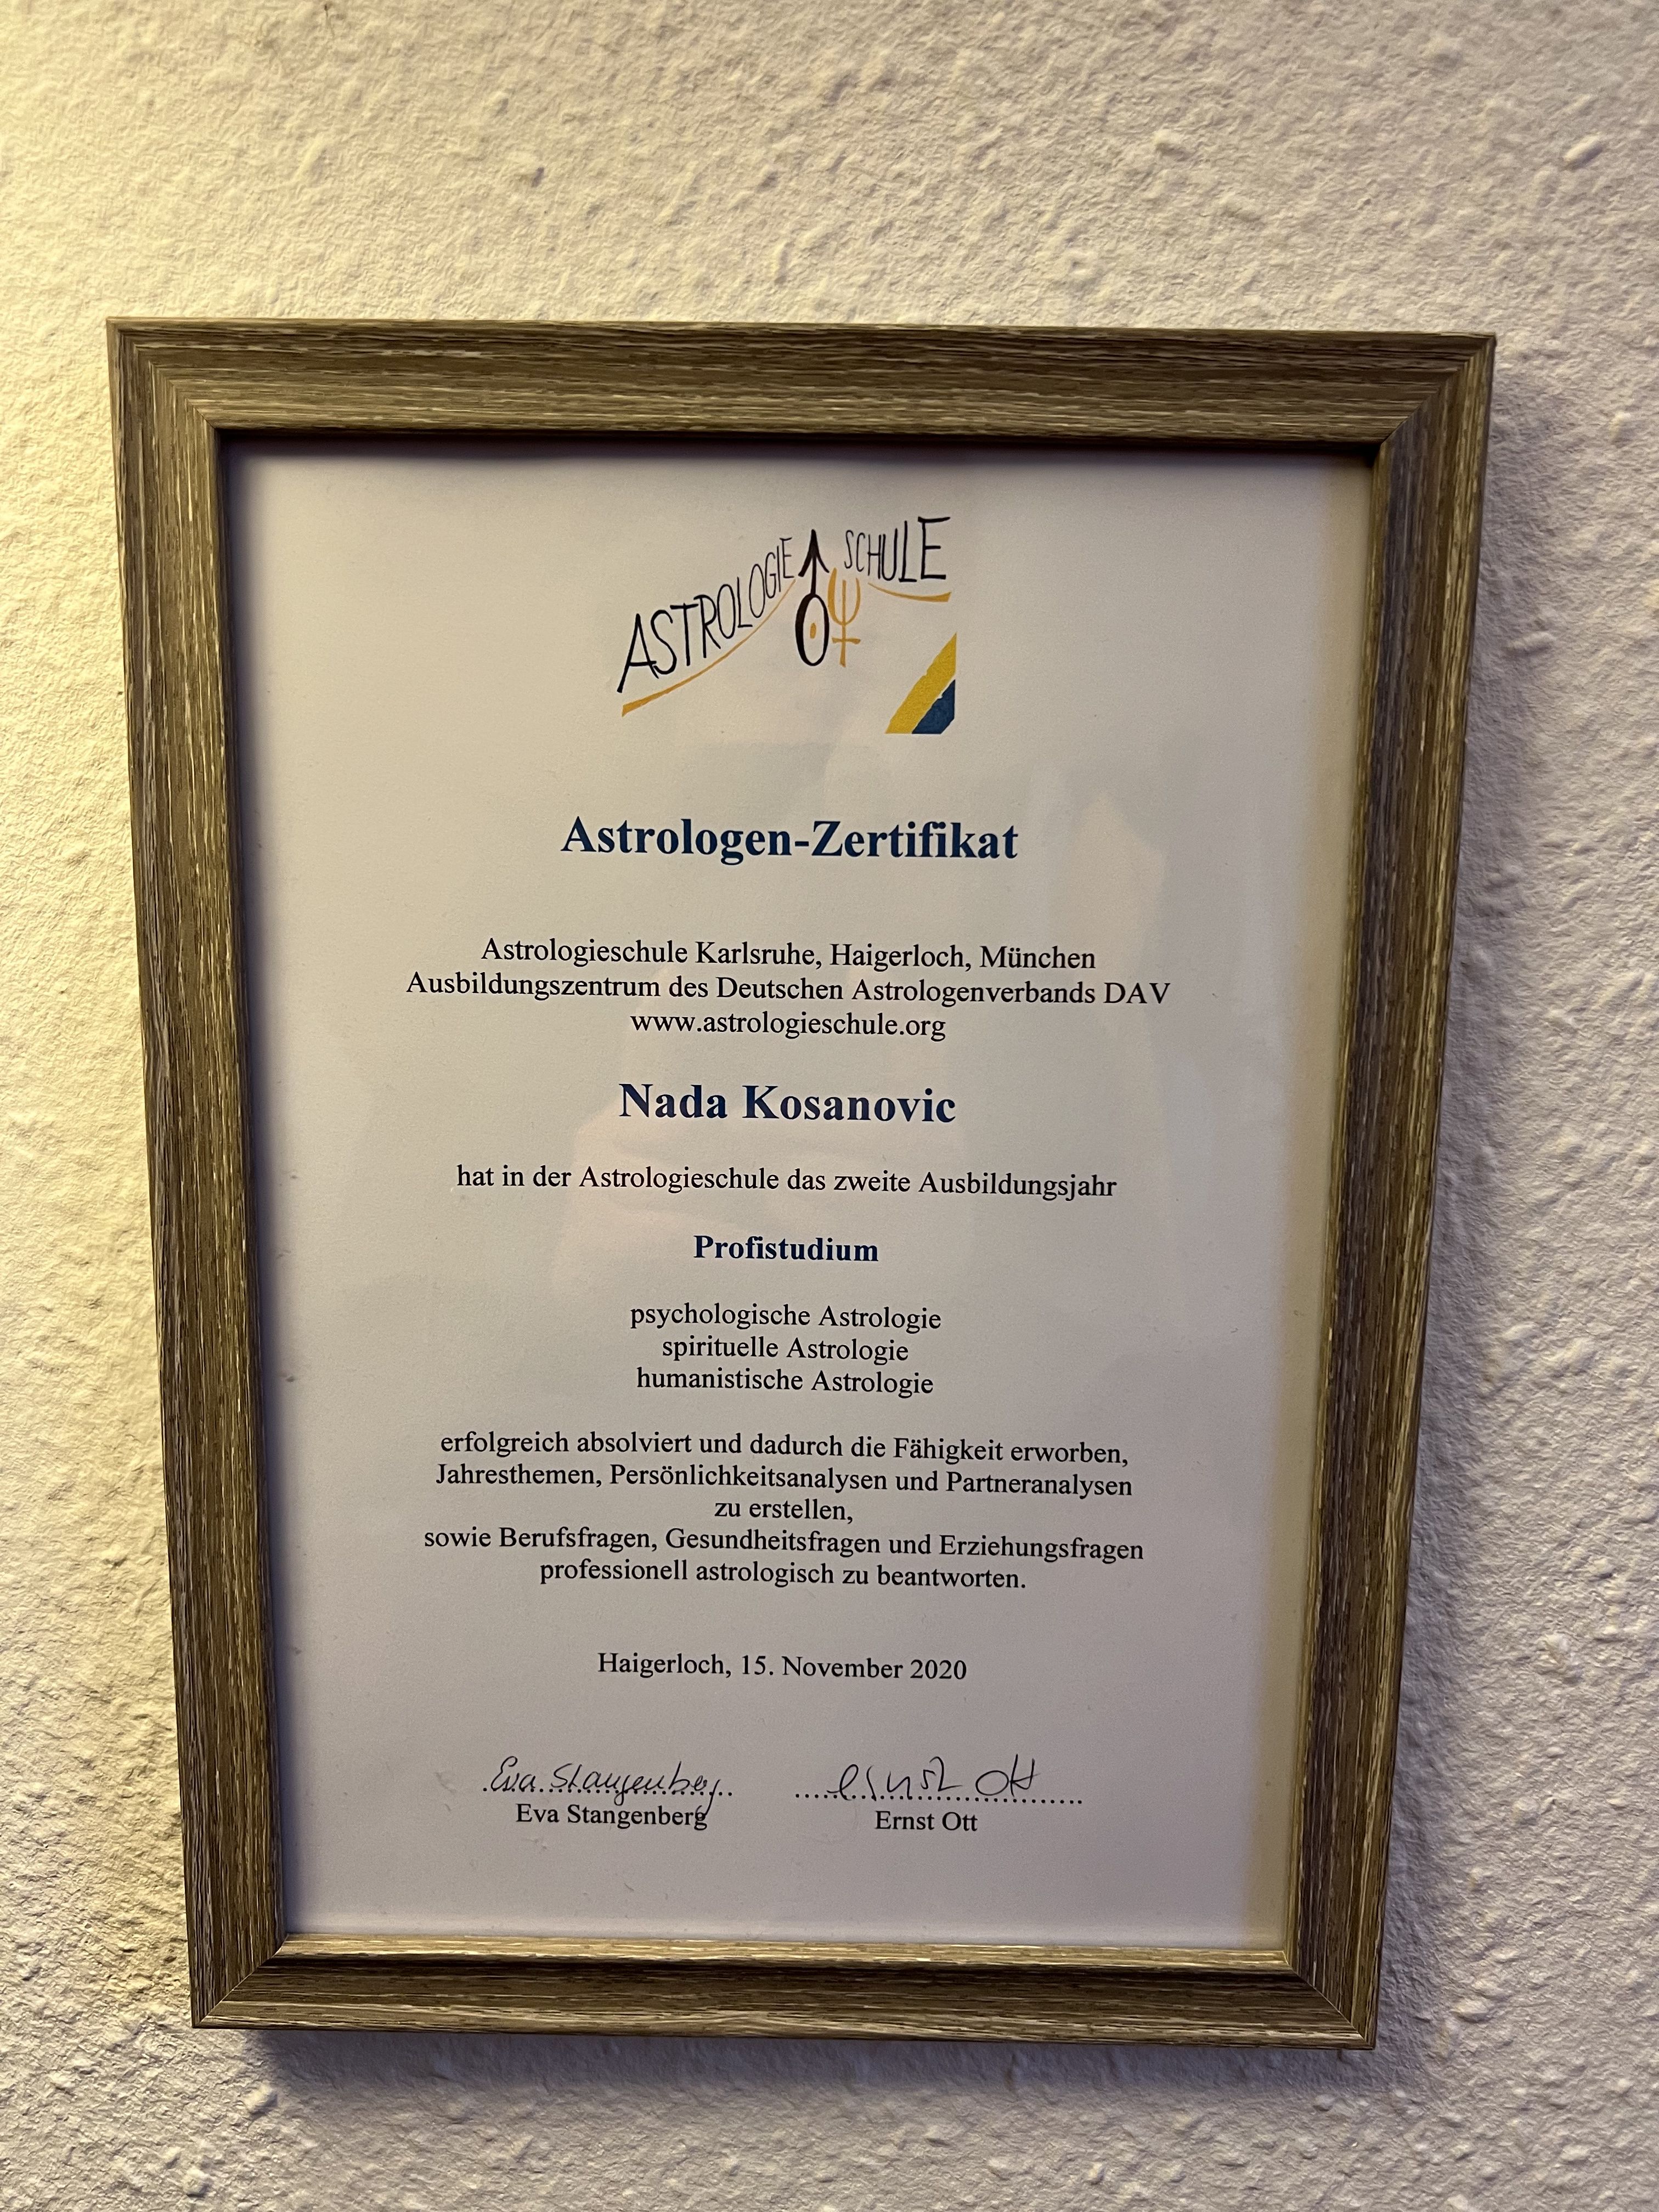 ASTROLOGIE SCHULE
Astrologen-Zertifikat
Astrologieschule Karlsruhe, Haigerloch, München
Ausbildungszentrum des Deutschen Astrologenverbands DAV
www.astrologieschule.org
Nada Kosanovic
hat in der Astrologieschule das zweite Ausbildungsjahr
Profistudium
psychologische Astrologie
spirituelle Astrologie
humanistische Astrologie
erfolgreich absolviert und dadurch die Fähigkeit erworben,
Jahresthemen, Persönlichkeitsanalysen und Partneranalysen
zu erstellen,
sowie Berufsfragen, Gesundheitsfragen und Erziehungsfragen
professionell astrologisch zu beantworten.
Haigerloch, 15. November 2020
Eva Stangenberg ernst ott
Eva Stangenberg Ernst Ott